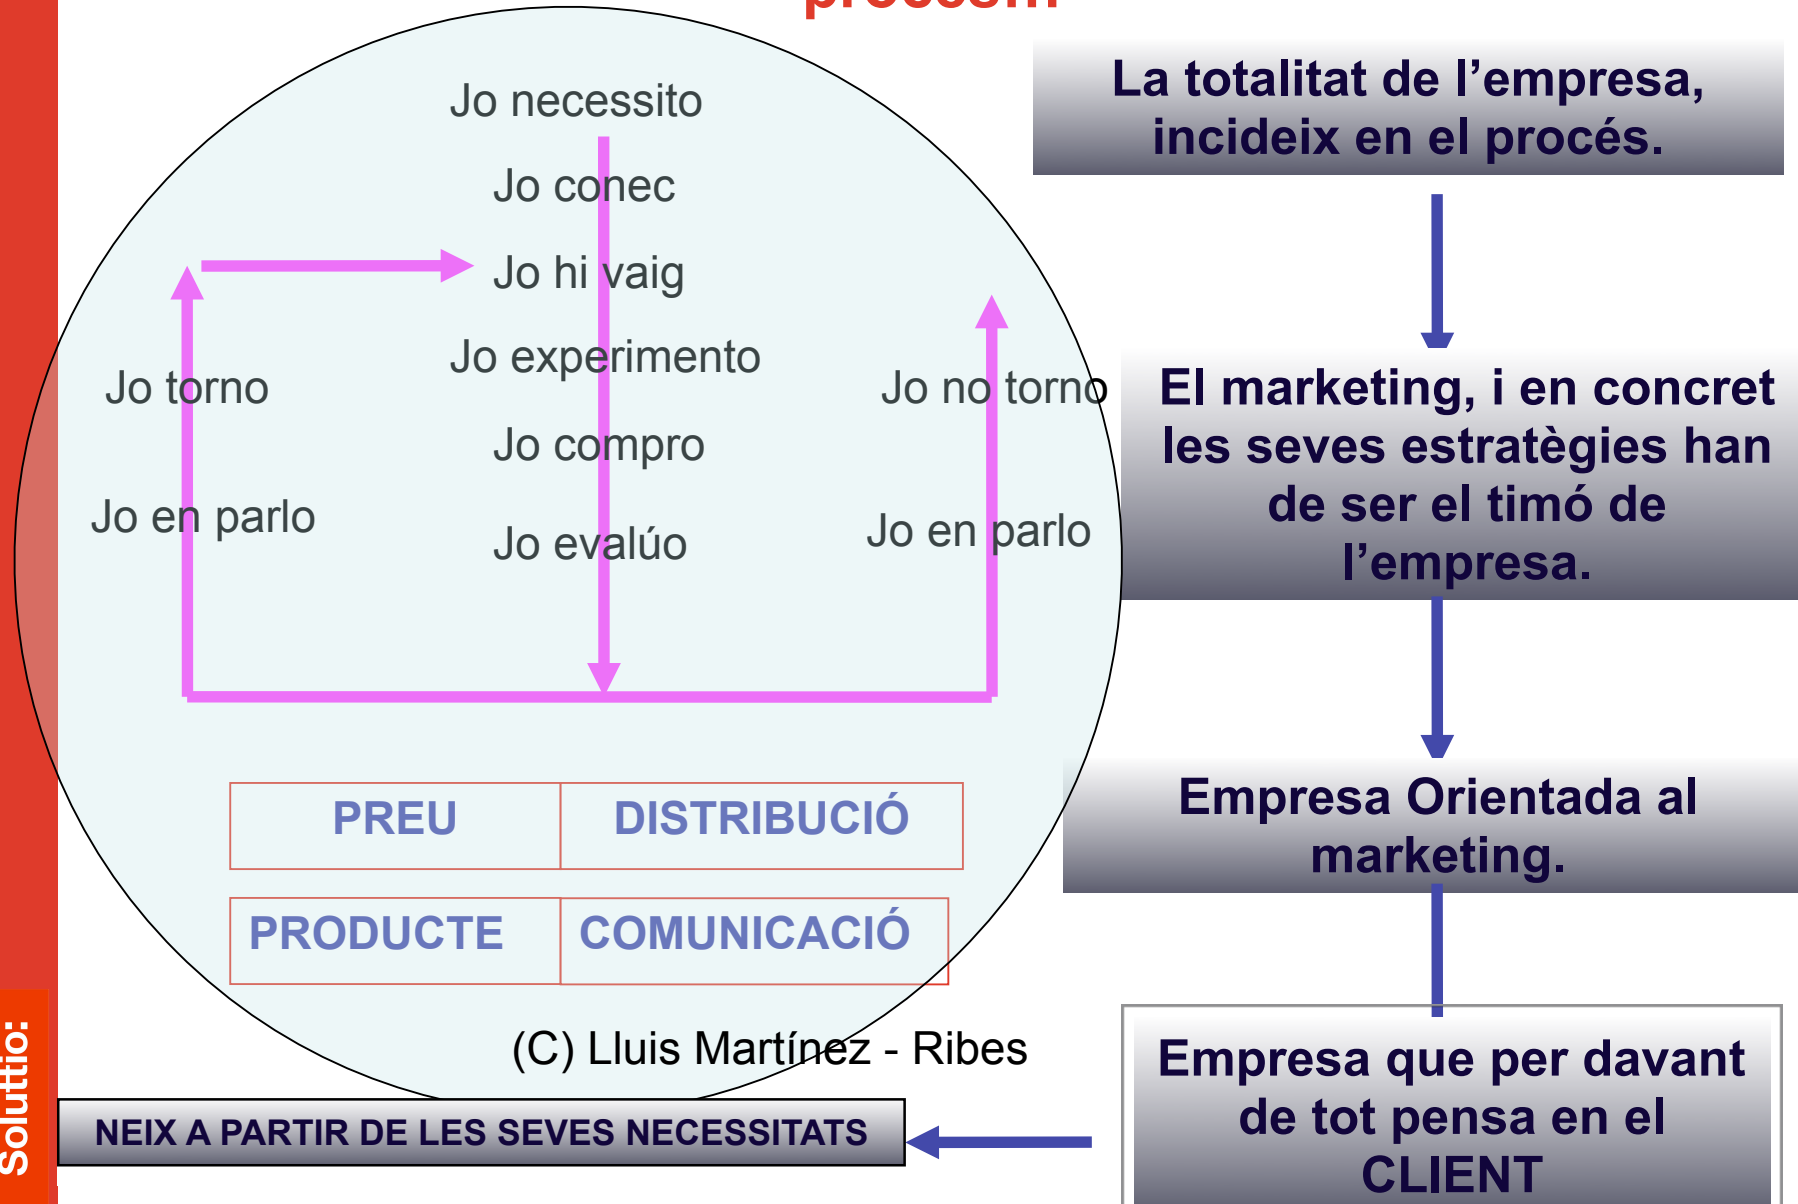 Jo necessito
Jo conec
Jo hi vaig
Jo experimento
Jo compro
Jo evalúo
Jo torno
Jo en parlo
Jo no torno
Jo en parlo
PREU
DISTRIBUCIÓ
PRODUCTE
COMUNICACIÓ
(C) Lluis Martínez - Ribes
La totalitat de l’empresa,
incideix en el procés.
El marketing, i en concret
les seves estratègies han
de ser el timó de
l’empresa.
Empresa Orientada al
marketing.
Empresa que per davant
de tot pensa en el
CLIENT
NEIX A PARTIR DE LES SEVES NECESSITATS
Soluttio: